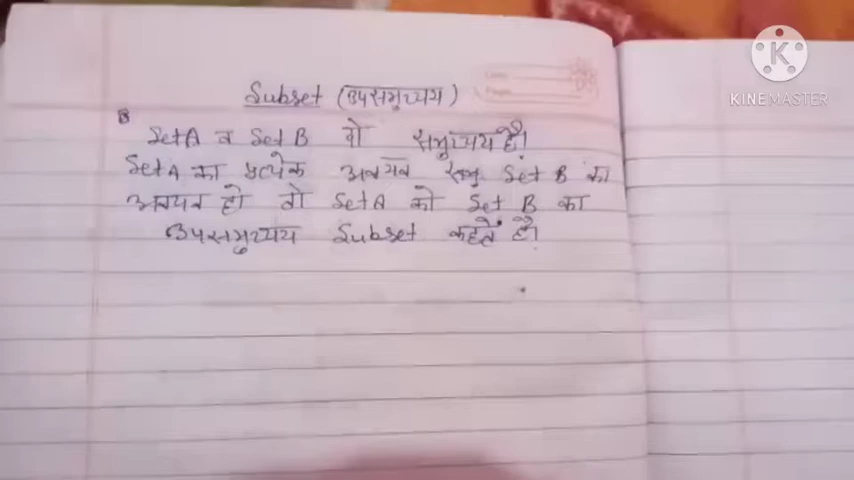 Subset (उपसमुच्चय)
Set A व Set B दो समुच्चय है।
Set A का प्रत्येक अवयव Set B का
अवयव हो तो Set A को Set B का
उपसमुच्चय Subset कहते है।
KINEMASTER